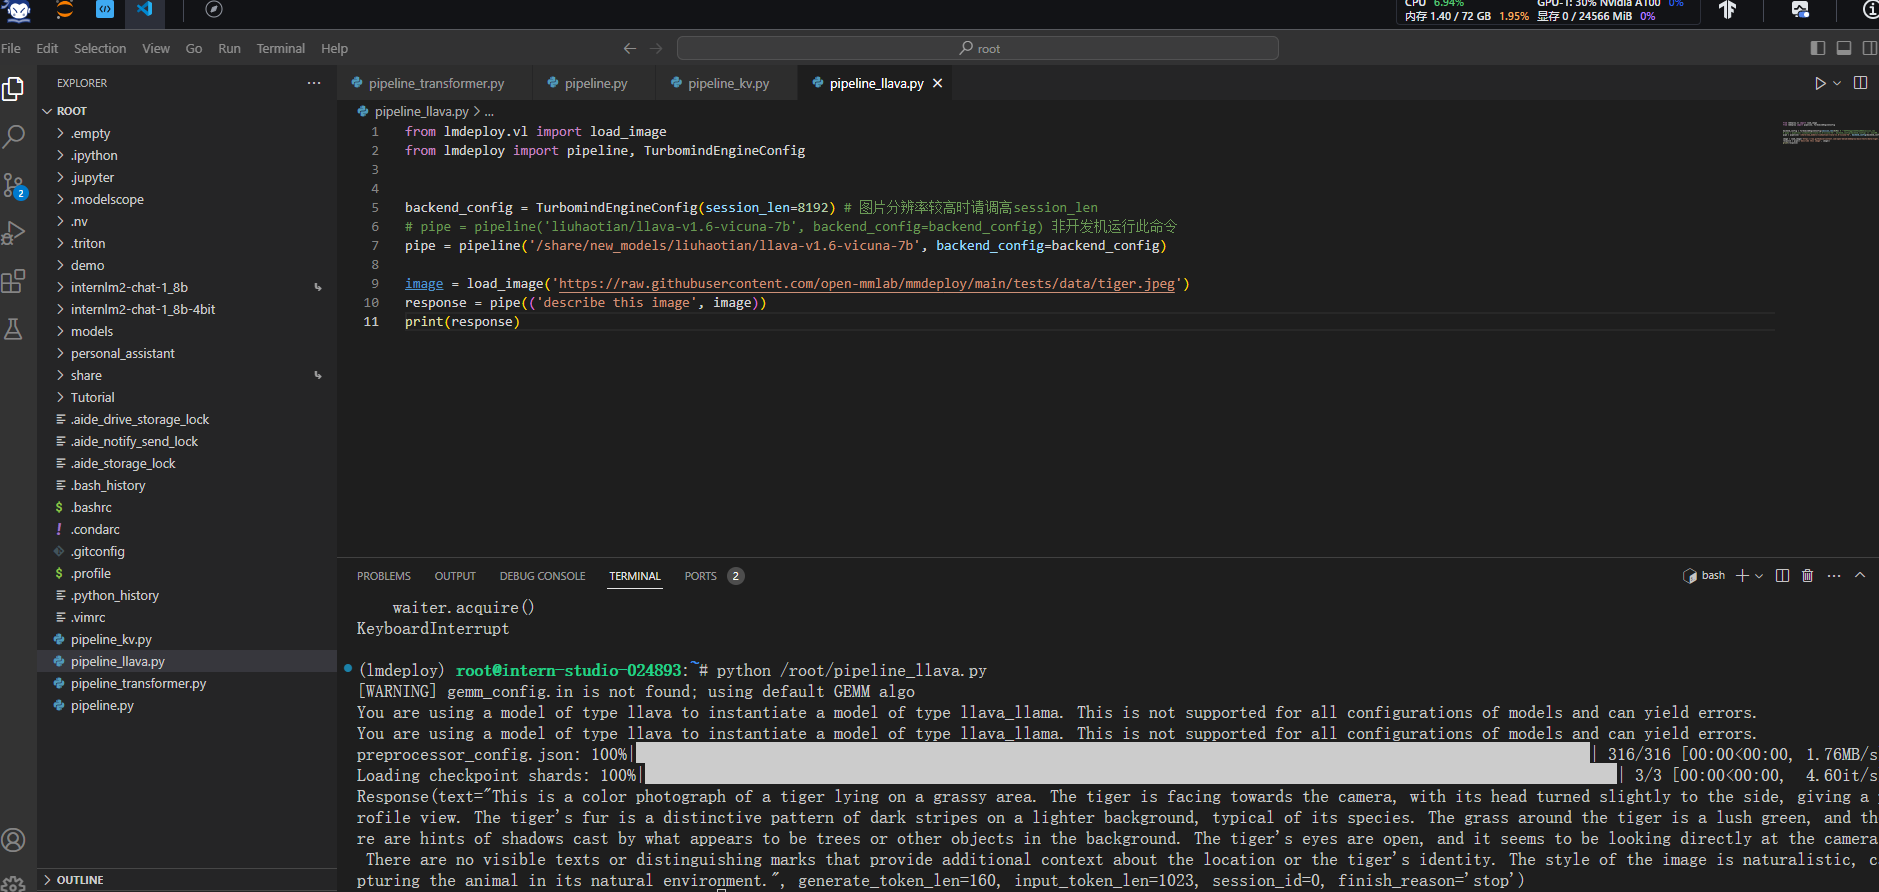 CPU 6.94% GPU-1: 30% Nvidia A100 0%
内存 1.40 / 72 GB 1.95% 显存 0 / 24566 MiB 0%
File Edit Selection View Go Run Terminal Help
root
EXPLORER
ROOT
.empty
.ipython
.jupyter
.modelscope
.nv
.triton
demo
internlm2-chat-1_8b
internlm2-chat-1_8b-4bit
models
personal_assistant
share
Tutorial
.aide_drive_storage_lock
.aide_notify_send_lock
.aide_storage_lock
.bash_history
$ .bashrc
! .condarc
.gitconfig
$ .profile
.python_history
.vimrc
pipeline_kv.py
pipeline_llava.py
pipeline_transformer.py
pipeline.py
OUTLINE
2
pipeline_transformer.py pipeline.py pipeline_kv.py pipeline_llava.py
pipeline_llava.py > ...
1 from lmdeploy.vl import load_image
2 from lmdeploy import pipeline, TurbomindEngineConfig
3
4
5 backend_config = TurbomindEngineConfig(session_len=8192) # 图片分辨率较高时请调高session_len
6 # pipe = pipeline('liuhaotian/llava-v1.6-vicuna-7b', backend_config=backend_config) 非开发机运行此命令
7 pipe = pipeline('/share/new_models/liuhaotian/llava-v1.6-vicuna-7b', backend_config=backend_config)
8
9 image = load_image('https://raw.githubusercontent.com/open-mmlab/mmdeploy/main/tests/data/tiger.jpeg')
10 response = pipe(('describe this image', image))
11 print(response)
PROBLEMS OUTPUT DEBUG CONSOLE TERMINAL PORTS 2
bash
waiter.acquire()
KeyboardInterrupt
(lmdeploy) root@intern-studio-024893:~# python /root/pipeline_llava.py
[WARNING] gemm_config.in is not found; using default GEMM algo
You are using a model of type llava to instantiate a model of type llava_llama. This is not supported for all configurations of models and can yield errors.
You are using a model of type llava to instantiate a model of type llava_llama. This is not supported for all configurations of models and can yield errors.
preprocessor_config.json: 100%| | 316/316 [00:00<00:00, 1.76MB/s
Loading checkpoint shards: 100%| | 3/3 [00:00<00:00, 4.60it/s
Response(text="This is a color photograph of a tiger lying on a grassy area. The tiger is facing towards the camera, with its head turned slightly to the side, giving a
rofile view. The tiger's fur is a distinctive pattern of dark stripes on a lighter background, typical of its species. The grass around the tiger is a lush green, and th
re are hints of shadows cast by what appears to be trees or other objects in the background. The tiger's eyes are open, and it seems to be looking directly at the camera
There are no visible texts or distinguishing marks that provide additional context about the location or the tiger's identity. The style of the image is naturalistic, c
pturing the animal in its natural environment.", generate_token_len=160, input_token_len=1023, session_id=0, finish_reason='stop')